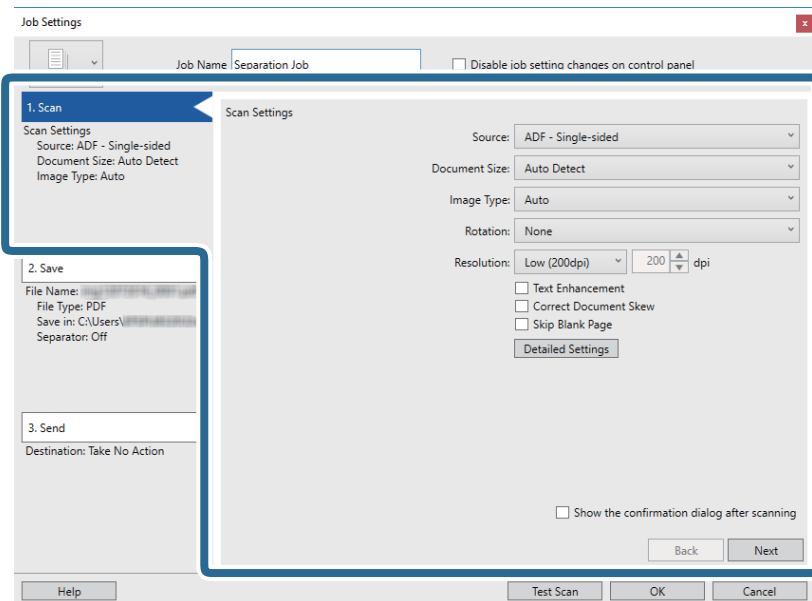 Job Settings
x
Job Name Separation Job
Disable job setting changes on control panel
1. Scan
Scan Settings
Source: ADF - Single-sided
Document Size: Auto Detect
Image Type: Auto
2. Save
File Name:
File Type: PDF
Save in: C:\Users\
Separator: Off
3. Send
Destination: Take No Action
Scan Settings
Source: ADF - Single-sided
Document Size: Auto Detect
Image Type: Auto
Rotation: None
Resolution: Low (200dpi) 200 dpi
Text Enhancement
Correct Document Skew
Skip Blank Page
Detailed Settings
Show the confirmation dialog after scanning
Back Next
Help Test Scan OK Cancel